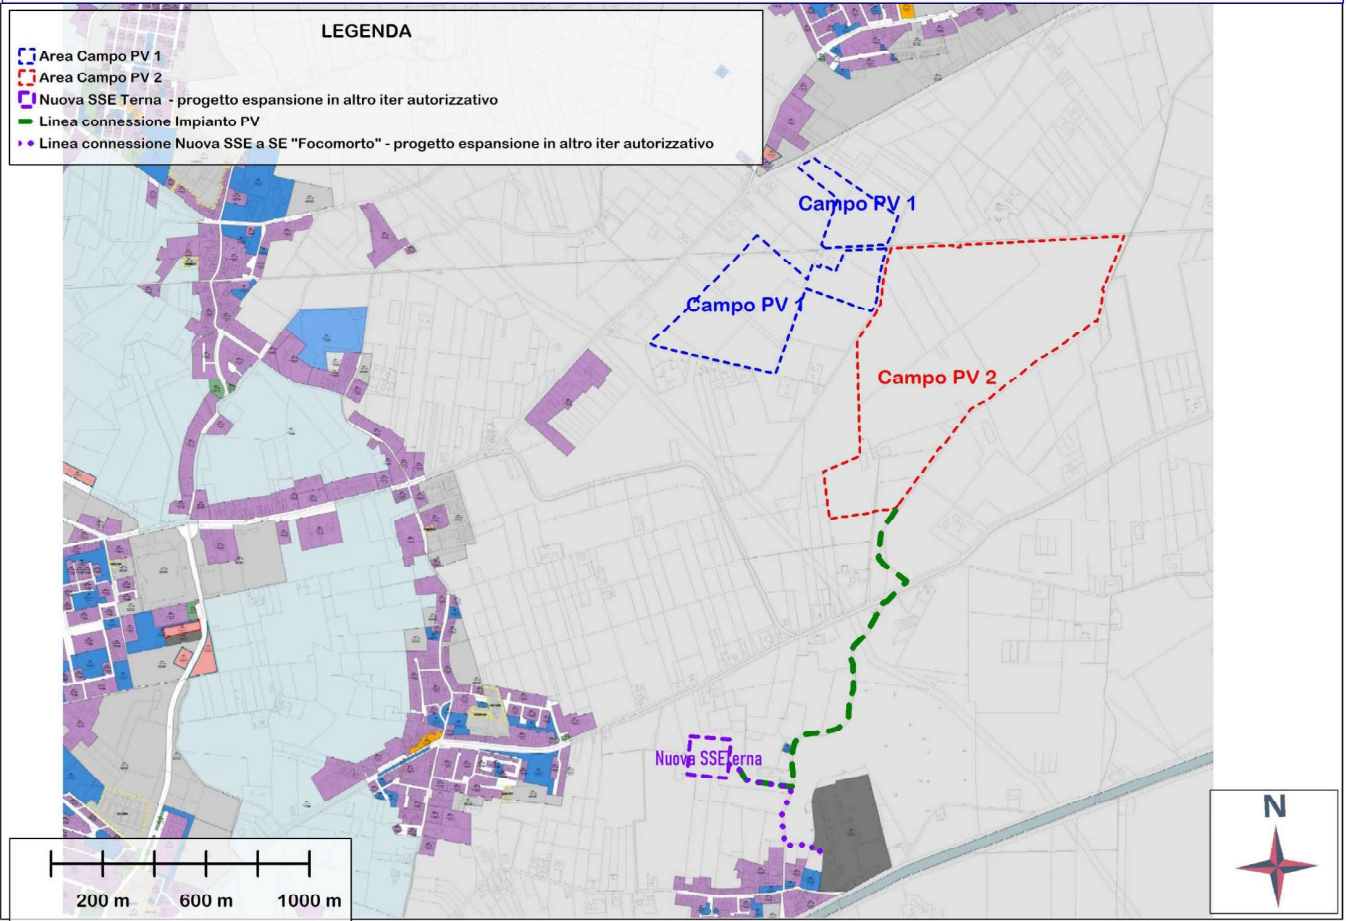 LEGENDA
Area Campo PV 1
Area Campo PV 2
Nuova SSE Terna - progetto espansione in altro iter autorizzativo
Linea connessione Impianto PV
Linea connessione Nuova SSE a SE "Focomorto" - progetto espansione in altro iter autorizzativo
Campo PV 1
Campo PV 1
Campo PV 2
Nuova SSE Terna
N
200 m 600 m 1000 m